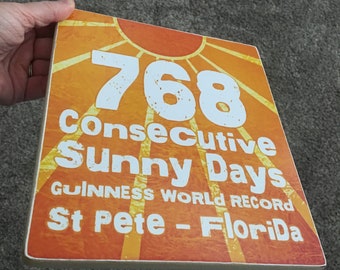 768
Consecutive
Sunny Days
GUINNESS WORLD RECORD
St Pete - FloriDa